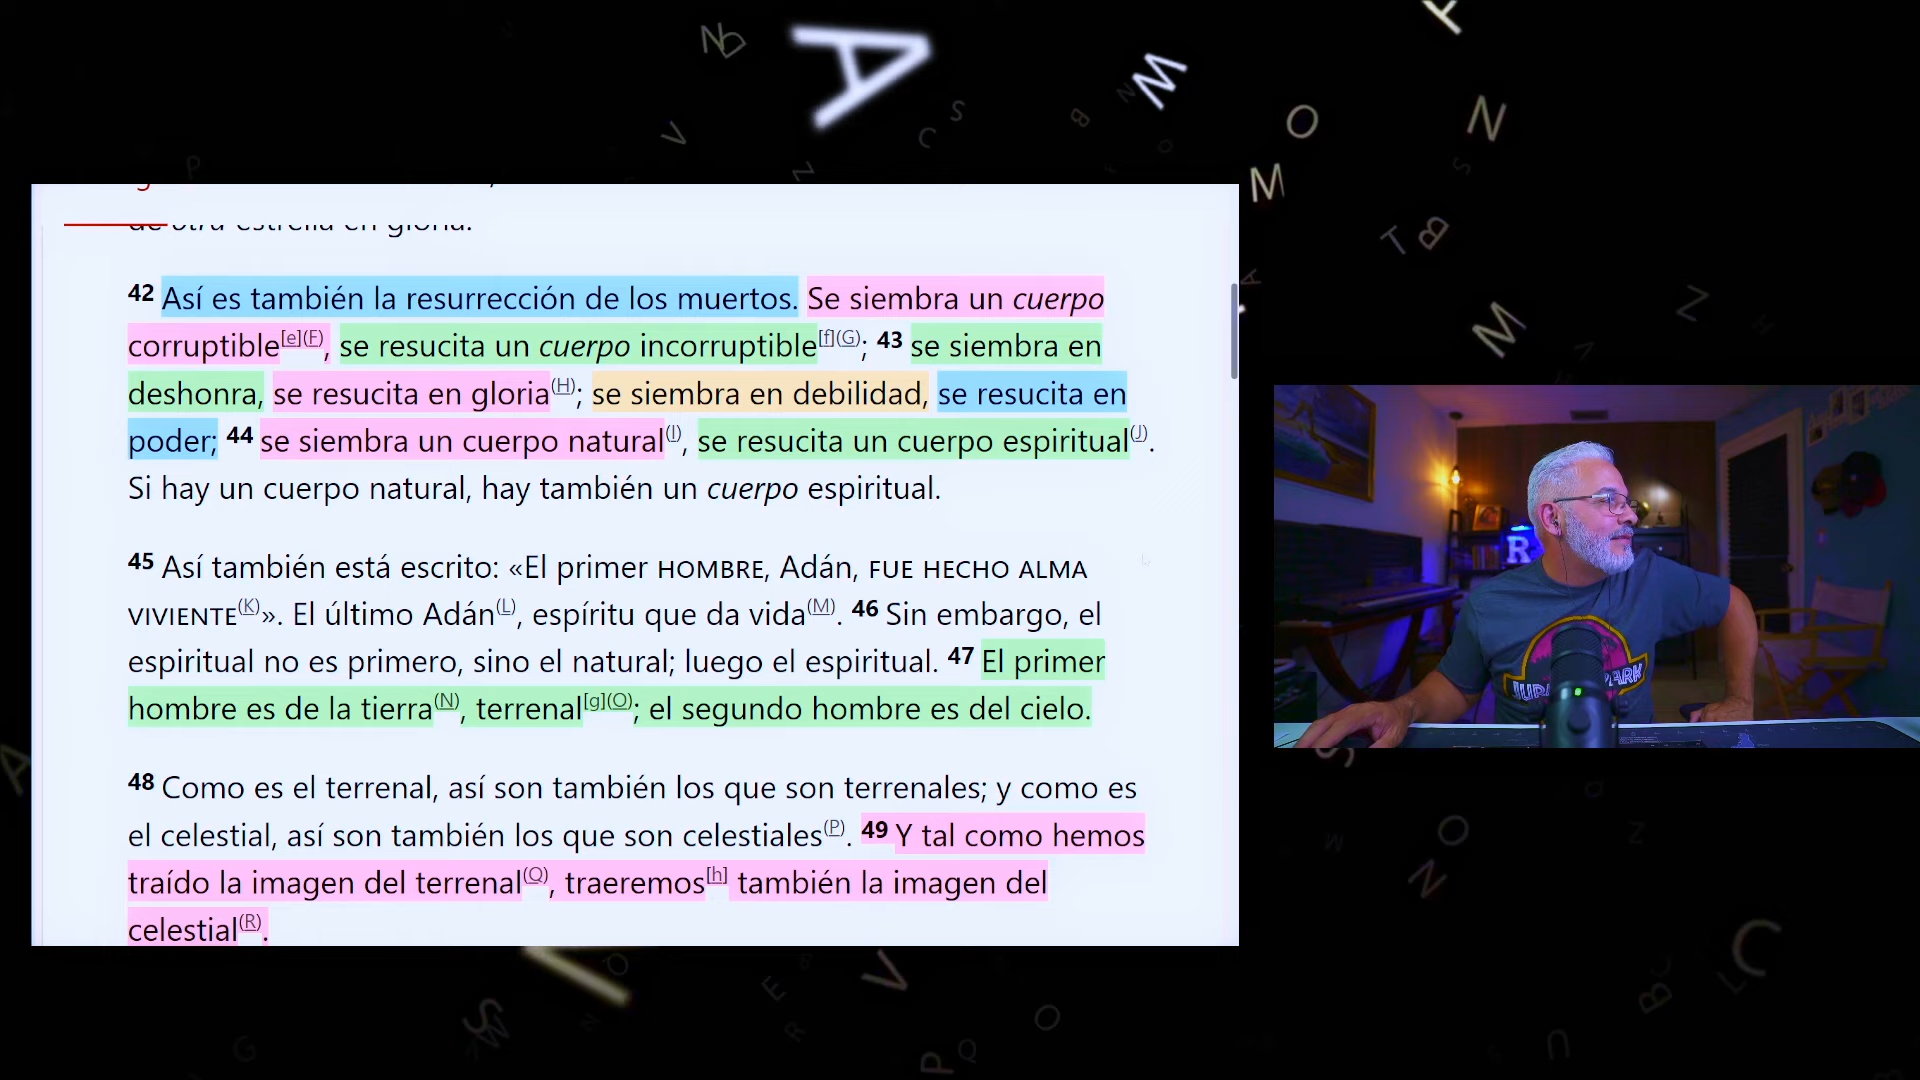 de otra estrella en gloria.
42 Así es también la resurrección de los muertos. Se siembra un cuerpo
corruptible[e](F), se resucita un cuerpo incorruptible[f](G); 43 se siembra en
deshonra, se resucita en gloria(H); se siembra en debilidad, se resucita en
poder; 44 se siembra un cuerpo natural(I), se resucita un cuerpo espiritual(J).
Si hay un cuerpo natural, hay también un cuerpo espiritual.
45 Así también está escrito: «El primer HOMBRE, Adán, FUE HECHO ALMA
VIVIENTE(K)». El último Adán(L), espíritu que da vida(M). 46 Sin embargo, el
espiritual no es primero, sino el natural; luego el espiritual. 47 El primer
hombre es de la tierra(N), terrenal[g](O); el segundo hombre es del cielo.
48 Como es el terrenal, así son también los que son terrenales; y como es
el celestial, así son también los que son celestiales(P). 49 Y tal como hemos
traído la imagen del terrenal(Q), traeremos[h] también la imagen del
celestial(R).
R